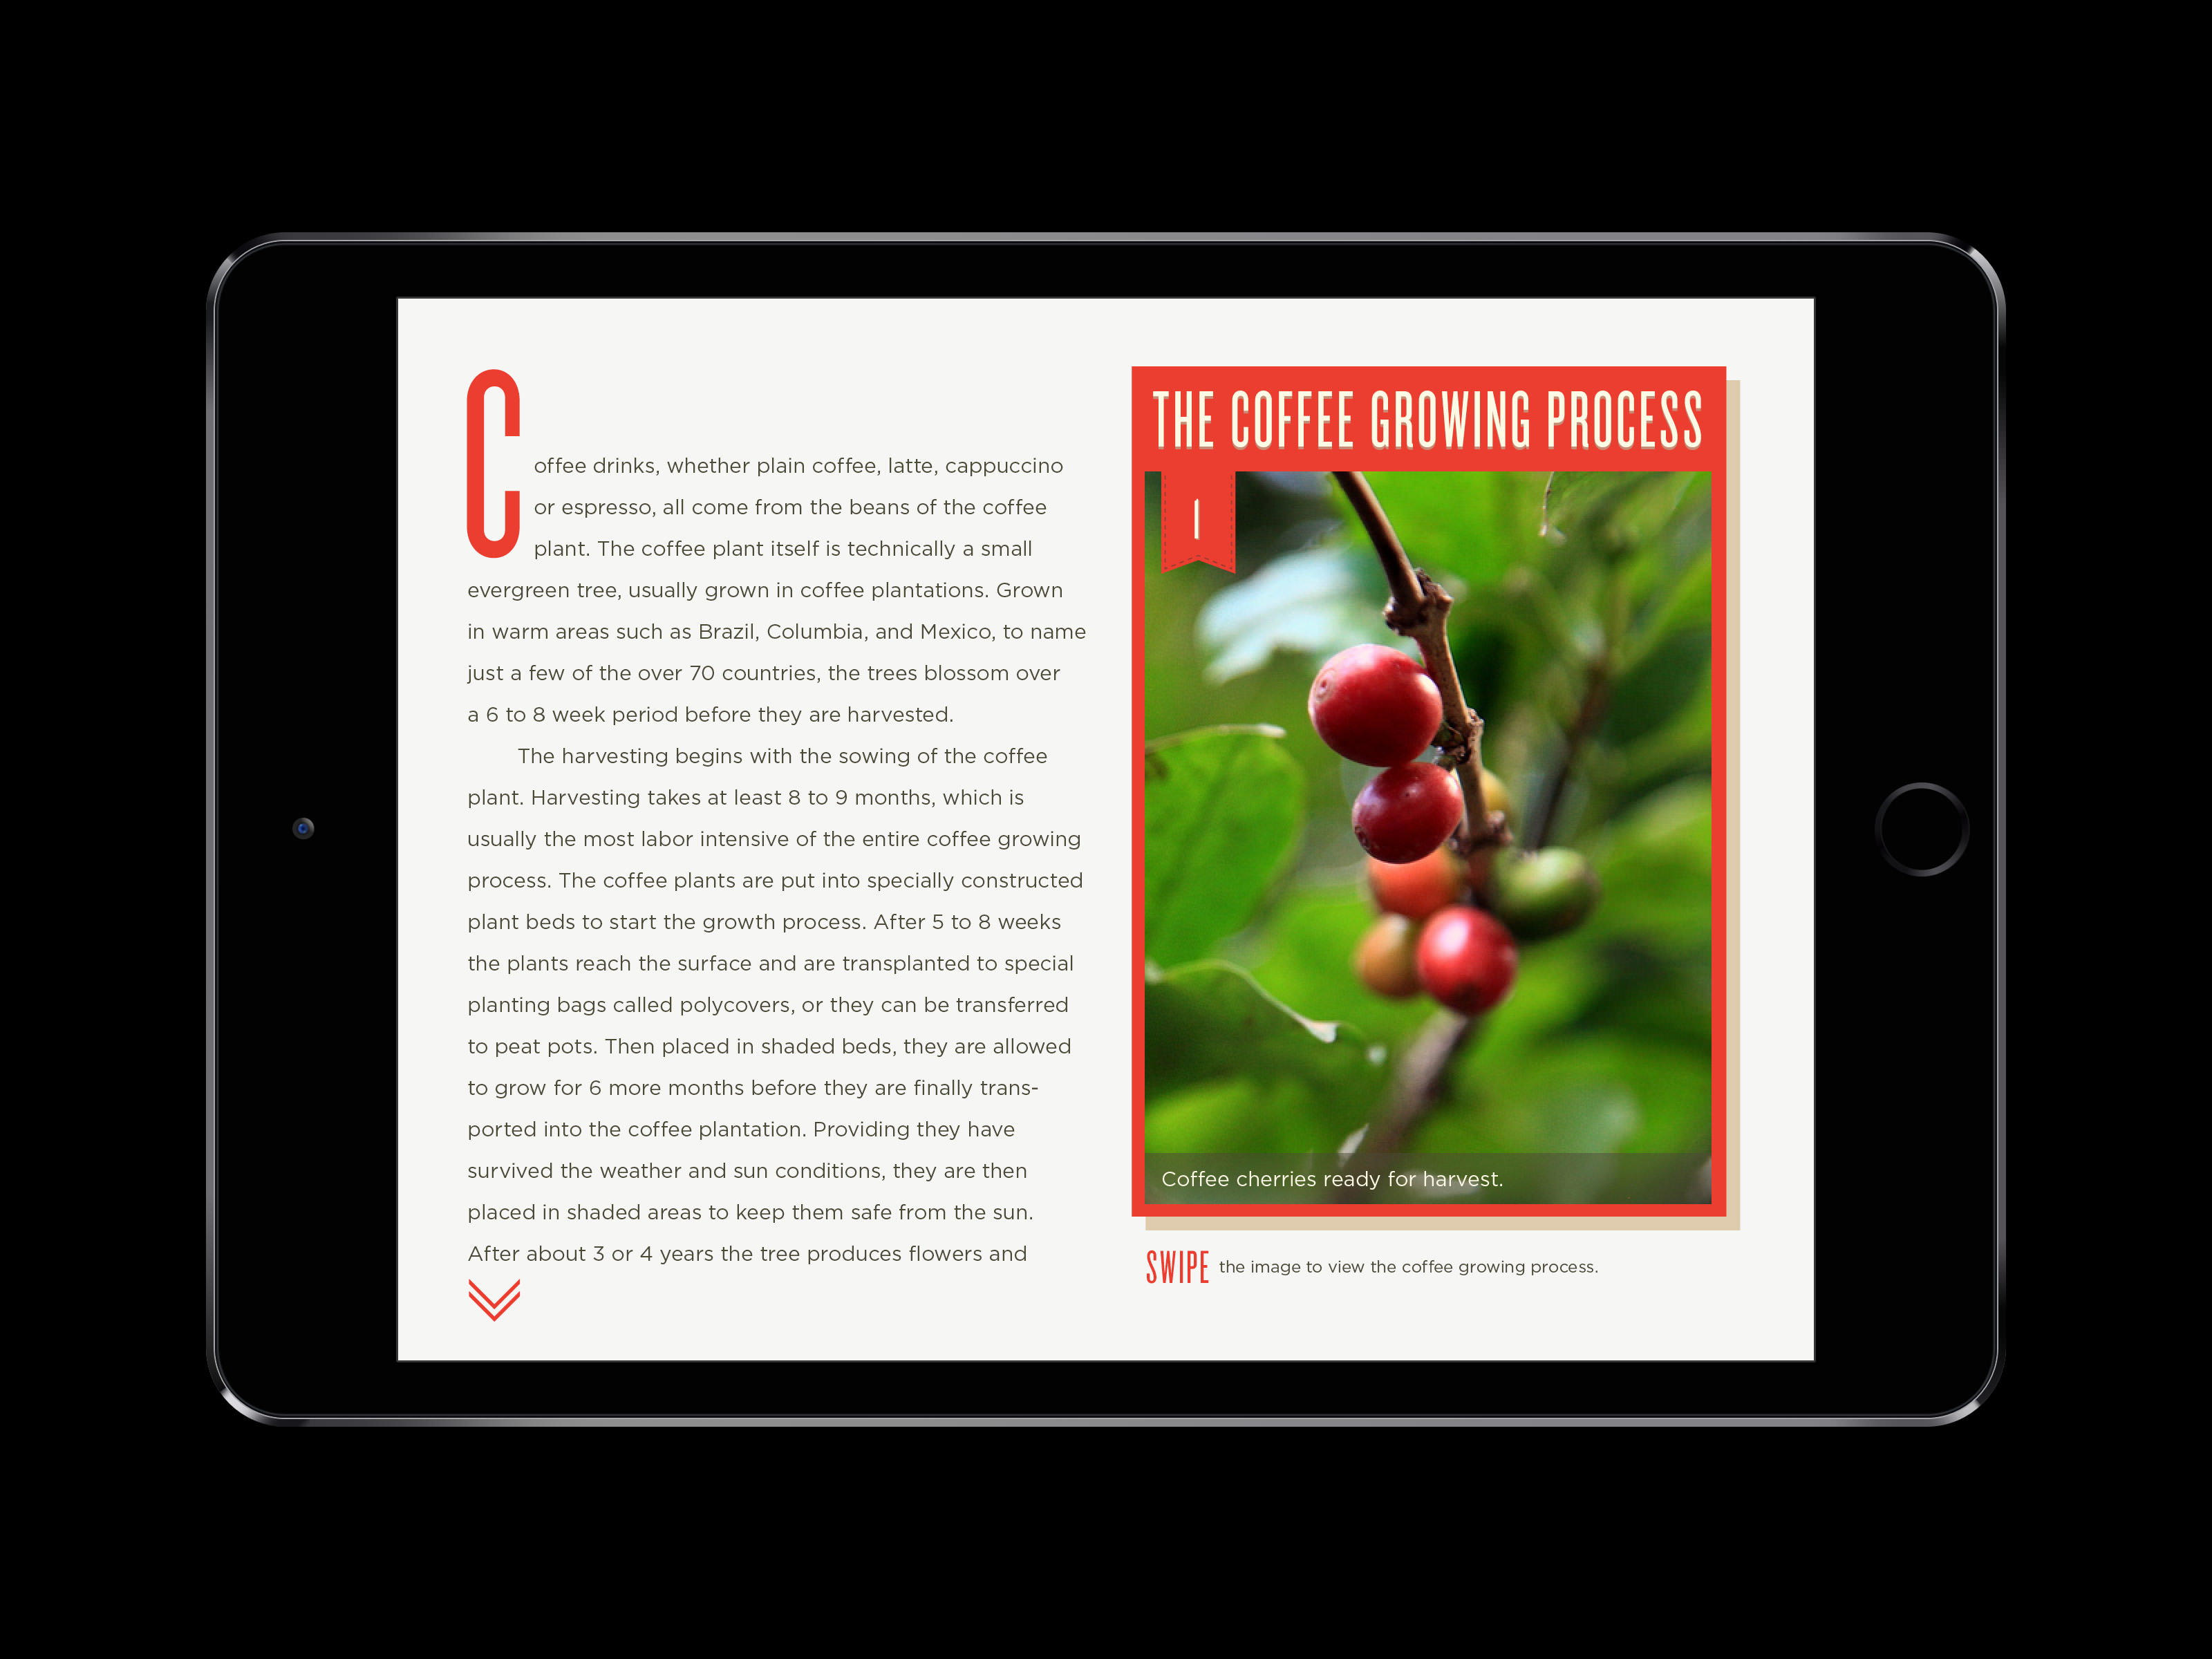 Coffee drinks, whether plain coffee, latte, cappuccino
or espresso, all come from the beans of the coffee
plant. The coffee plant itself is technically a small
evergreen tree, usually grown in coffee plantations. Grown
in warm areas such as Brazil, Columbia, and Mexico, to name
just a few of the over 70 countries, the trees blossom over
a 6 to 8 week period before they are harvested.
The harvesting begins with the sowing of the coffee
plant. Harvesting takes at least 8 to 9 months, which is
usually the most labor intensive of the entire coffee growing
process. The coffee plants are put into specially constructed
plant beds to start the growth process. After 5 to 8 weeks
the plants reach the surface and are transplanted to special
planting bags called polycovers, or they can be transferred
to peat pots. Then placed in shaded beds, they are allowed
to grow for 6 more months before they are finally trans-
ported into the coffee plantation. Providing they have
survived the weather and sun conditions, they are then
placed in shaded areas to keep them safe from the sun.
After about 3 or 4 years the tree produces flowers and
THE COFFEE GROWING PROCESS
1
Coffee cherries ready for harvest.
SWIPE the image to view the coffee growing process.